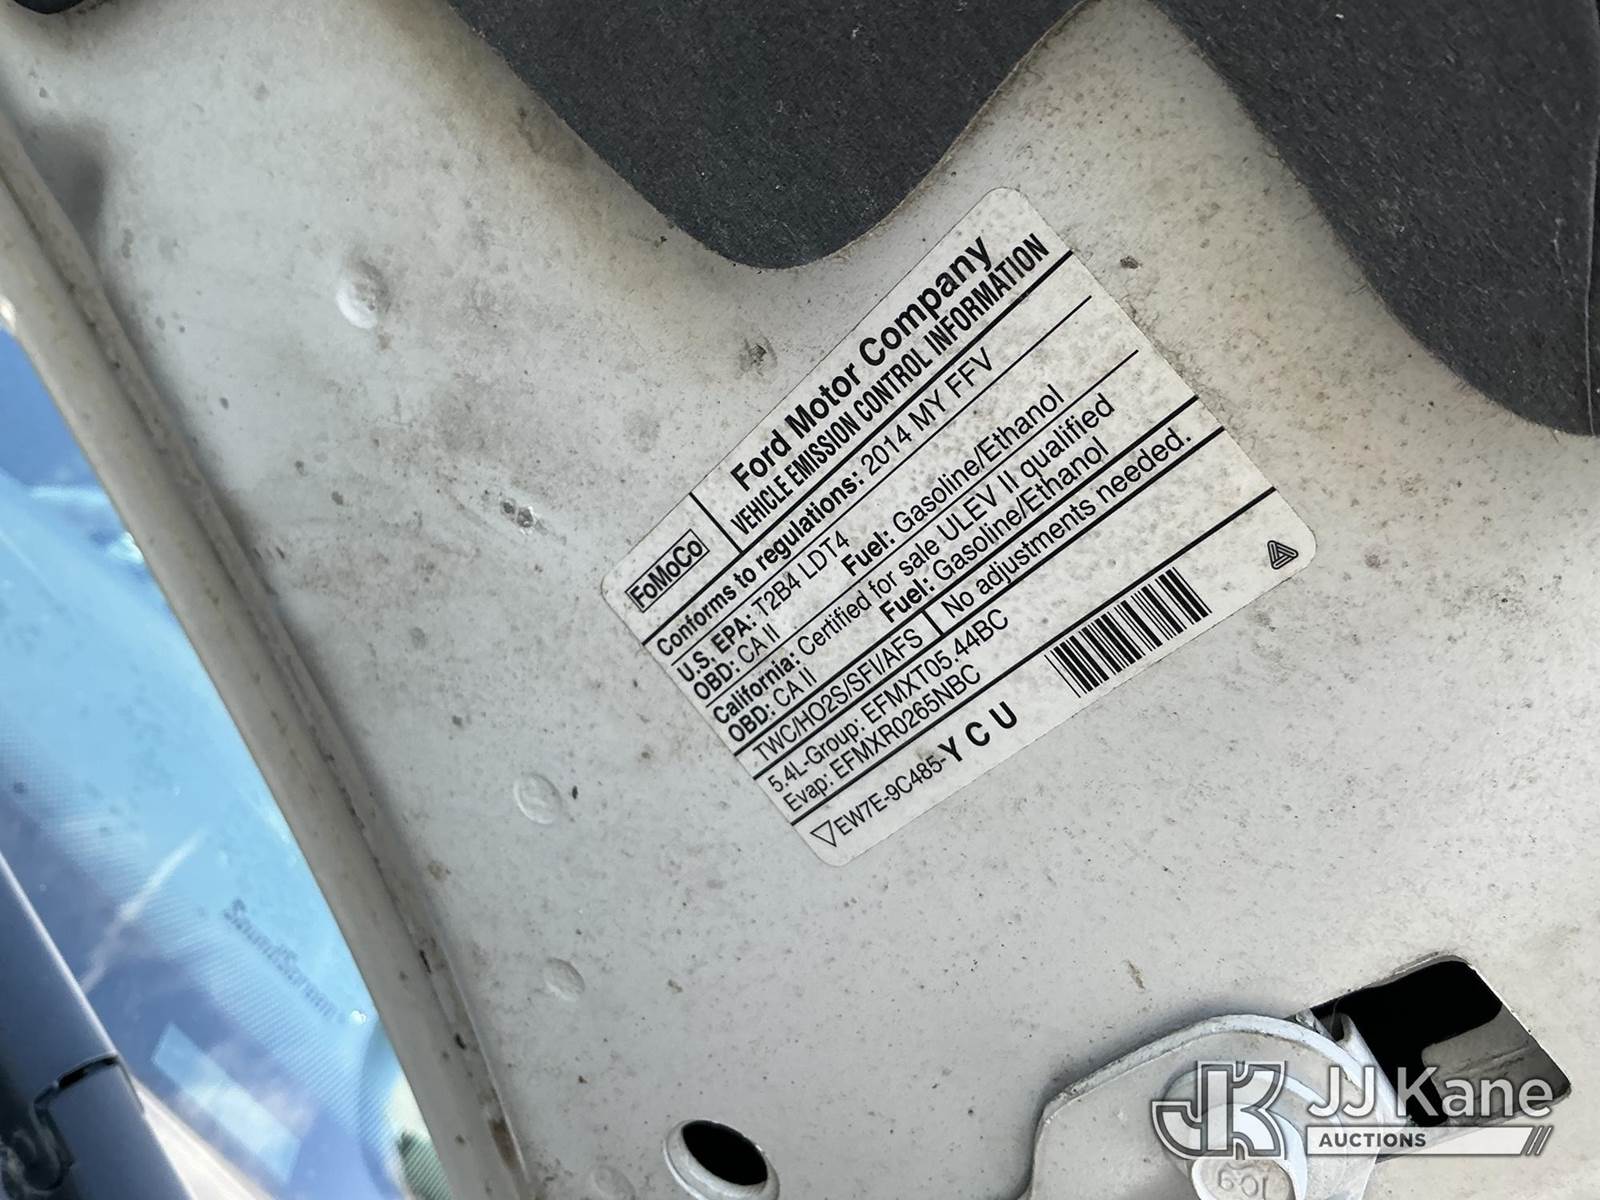 FoMoCo
Ford Motor Company
VEHICLE EMISSION CONTROL INFORMATION
Conforms to regulations: 2014 MY FFV
U.S. EPA: T2B4 LDT4
OBD: CA II Fuel: Gasoline/Ethanol
California: Certified for sale ULEV II qualified
OBD: CA II Fuel: Gasoline/Ethanol
TWC/HO2S/SFI/AFS No adjustments needed.
5.4L-Group: EFMXT05.44BC
Evap: EFMXR0265NBC
EW7E-9C485-YCU
10.9
JJ Kane
AUCTIONS